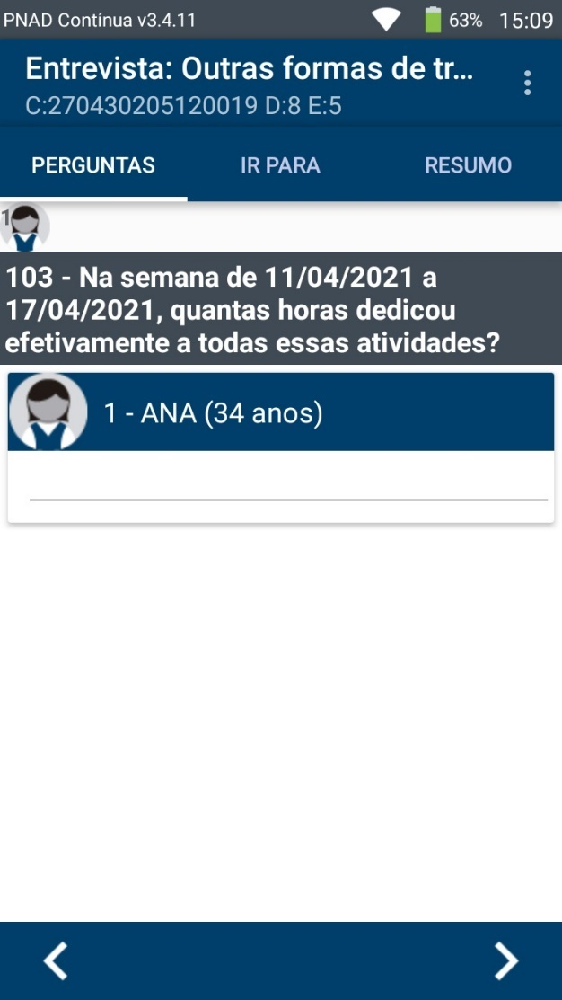 PNAD Contínua v3.4.11 63% 15:09
Entrevista: Outras formas de tr...
C:270430205120019 D:8 E:5
PERGUNTAS IR PARA RESUMO
1
103 - Na semana de 11/04/2021 a
17/04/2021, quantas horas dedicou
efetivamente a todas essas atividades?
1 - ANA (34 anos)